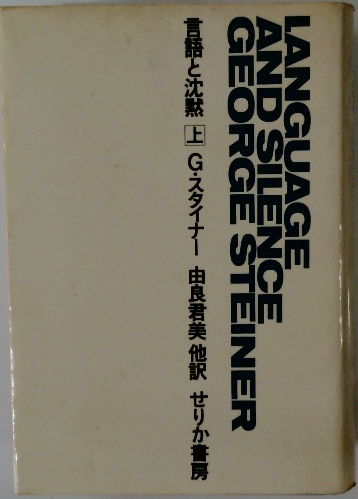 LANGUAGE
AND SILENCE
GEORGE STEINER
言語と沈黙 上 G・スタイナー 由良君美 他訳 せりか書房